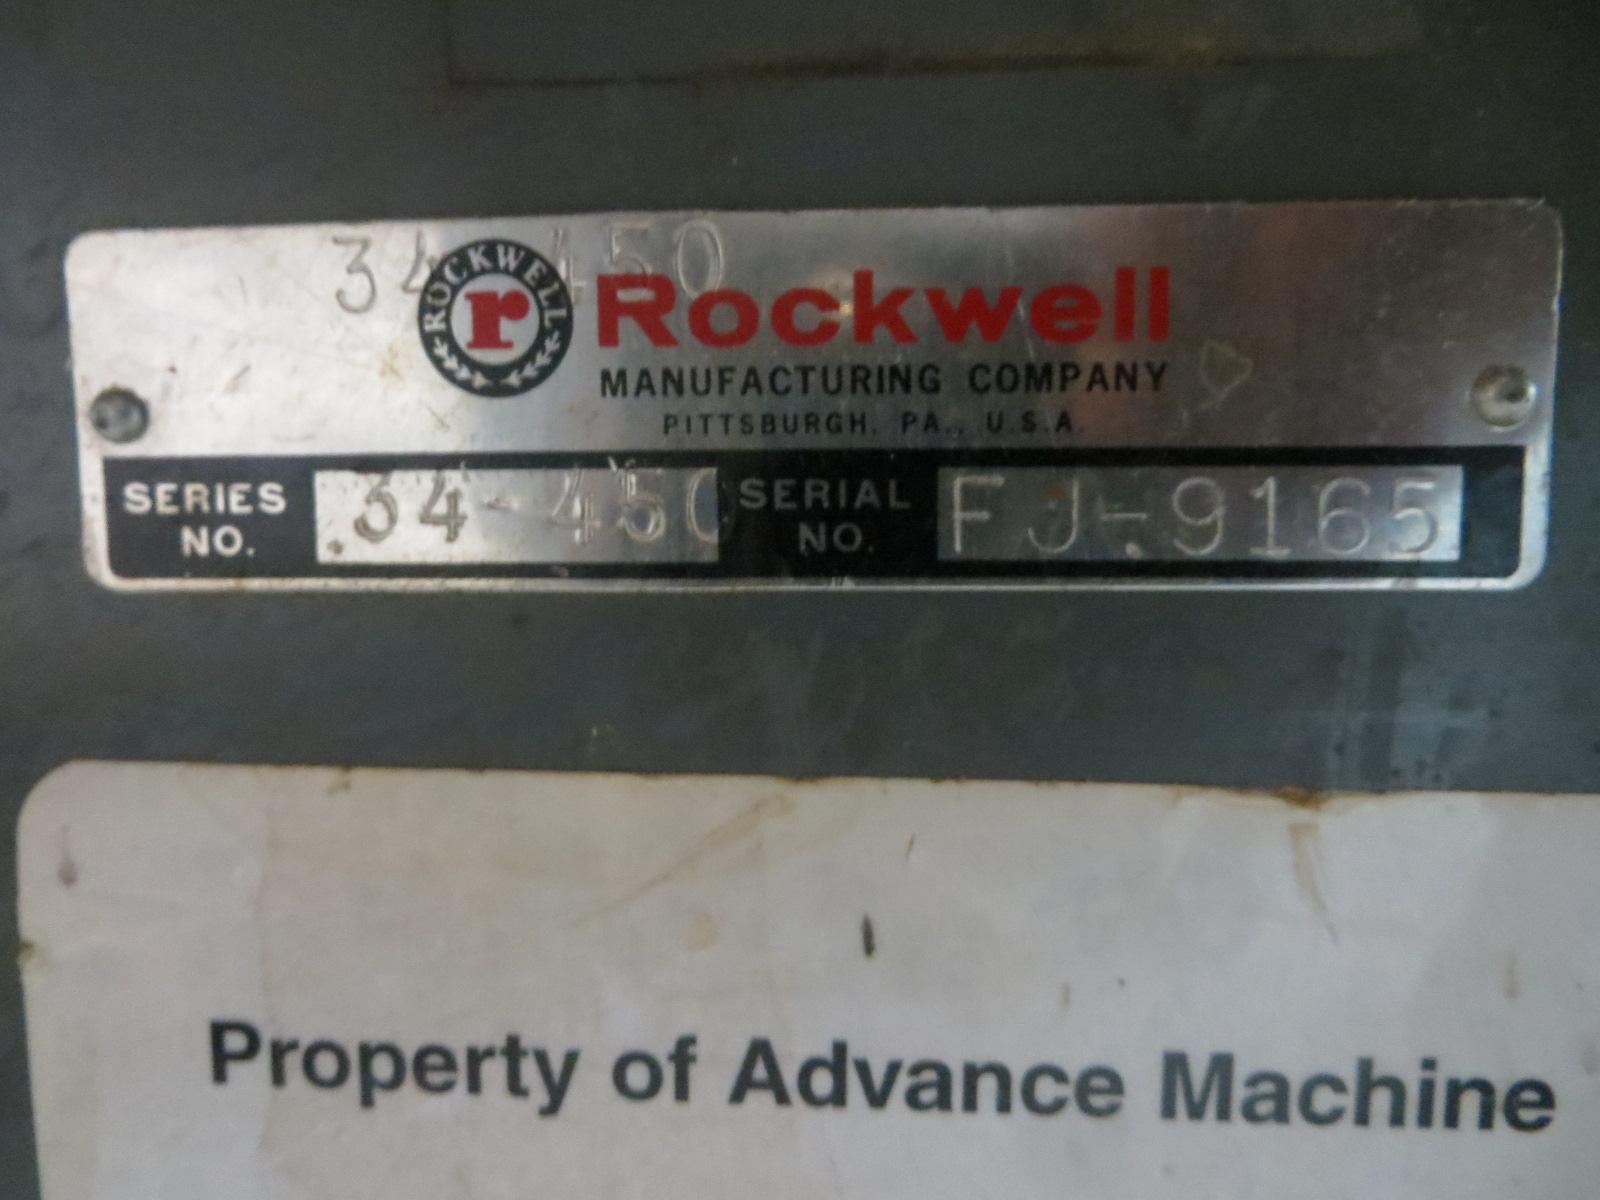 34-450
ROCKWELL
r
Rockwell
MANUFACTURING COMPANY
PITTSBURGH, PA., U.S.A.
SERIES NO. 34-450 SERIAL NO. FJ-9165
Property of Advance Machine